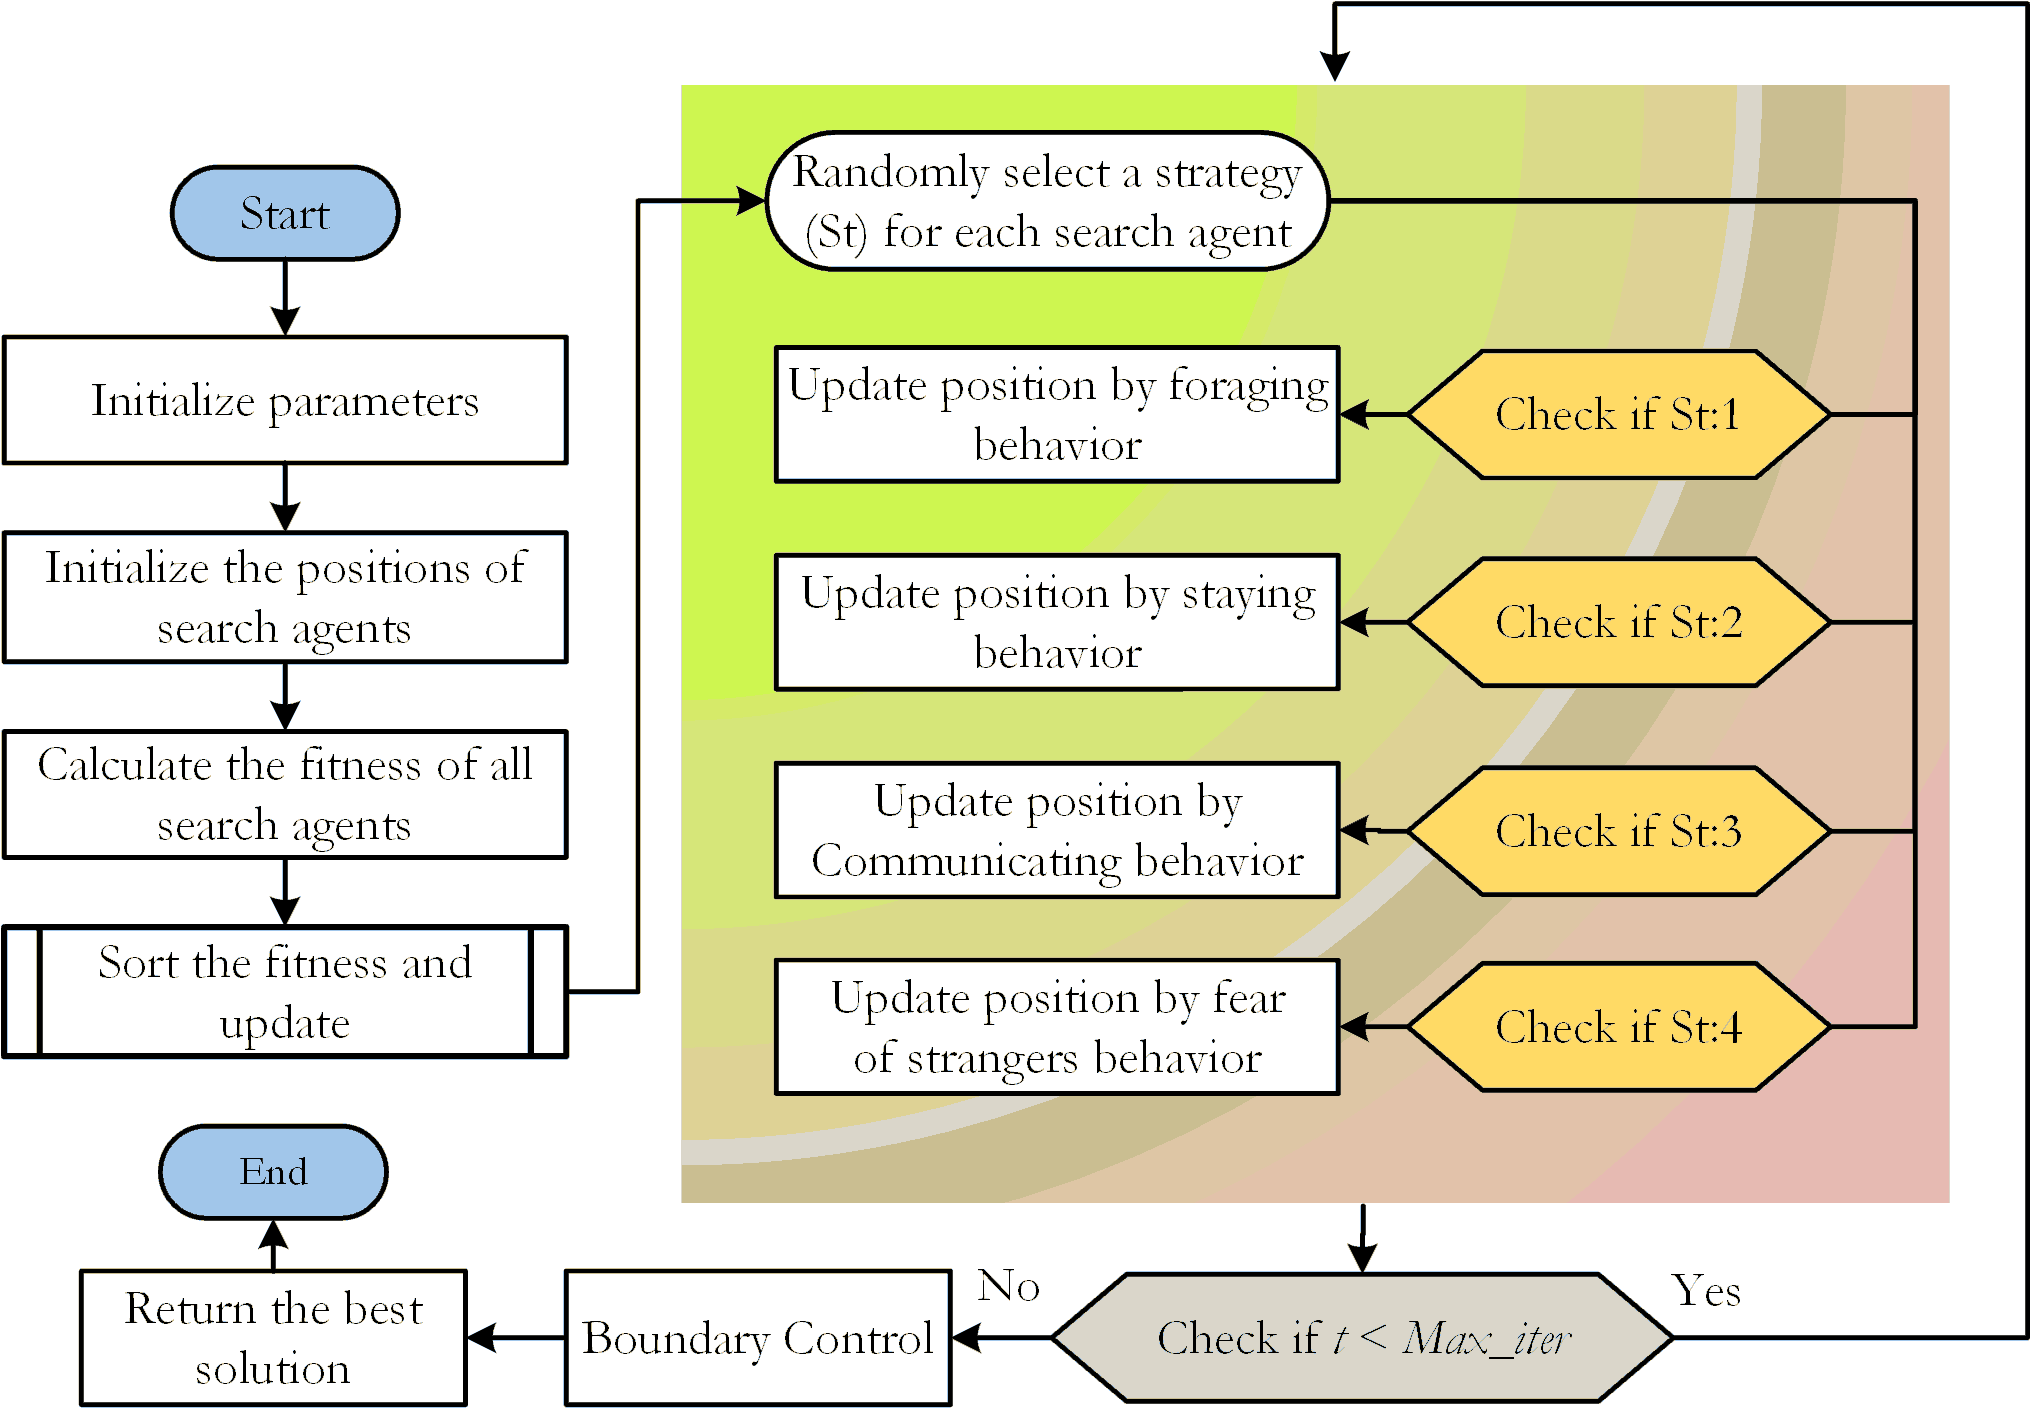 Start
Initialize parameters
Initialize the positions of
search agents
Calculate the fitness of all
search agents
Sort the fitness and
update
Randomly select a strategy
(St) for each search agent
Update position by foraging
behavior
Check if St:1
Update position by staying
behavior
Check if St:2
Update position by
Communicating behavior
Check if St:3
Update position by fear
of strangers behavior
Check if St:4
Check if t < Max_iter
Yes
No
Boundary Control
Return the best
solution
End